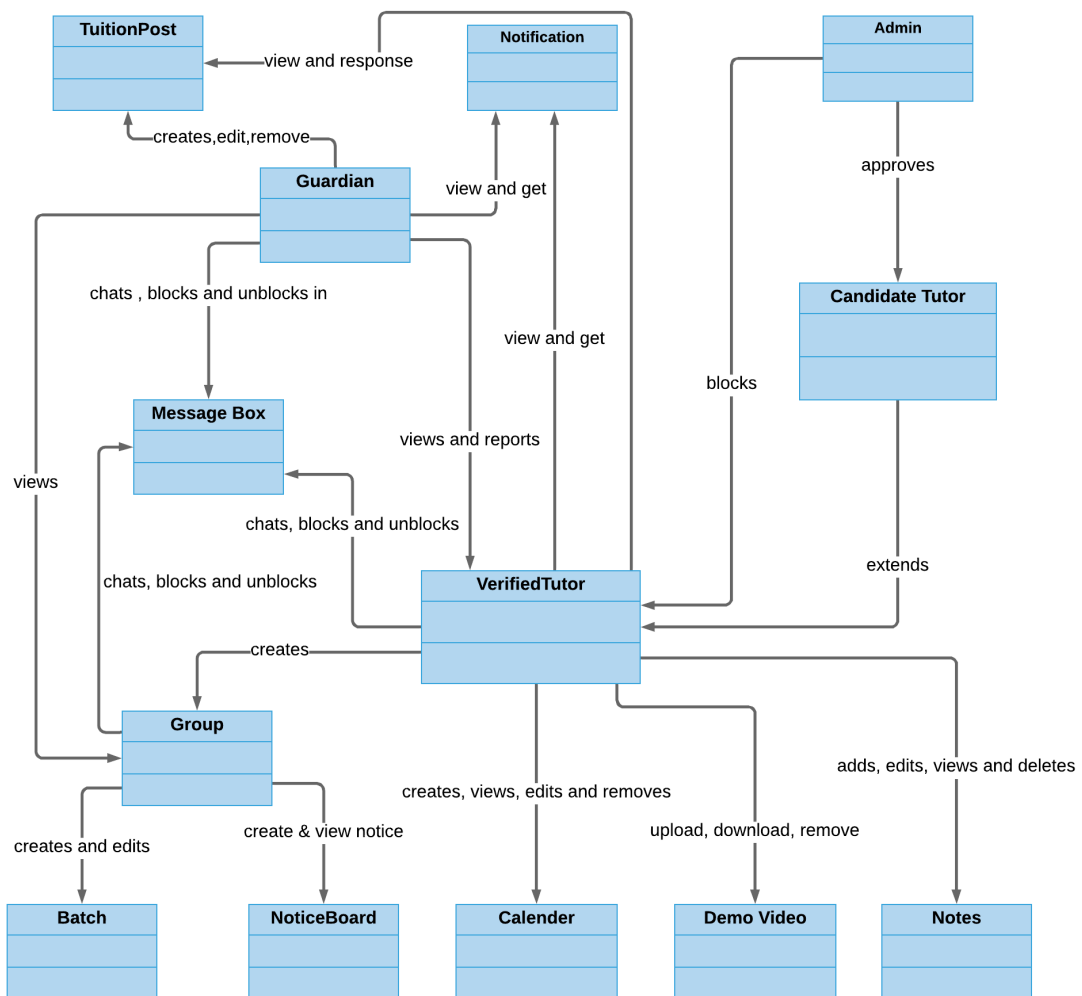 TuitionPost
Notification
Admin
view and response
creates,edit,remove
approves
Guardian
view and get
chats , blocks and unblocks in
Candidate Tutor
view and get
blocks
Message Box
views and reports
views
chats, blocks and unblocks
extends
chats, blocks and unblocks
VerifiedTutor
creates
Group
adds, edits, views and deletes
creates, views, edits and removes
create & view notice
upload, download, remove
creates and edits
Batch
NoticeBoard
Calender
Demo Video
Notes